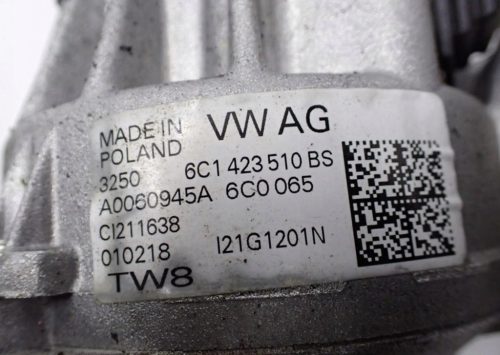 MADE IN POLAND VW AG
3250 6C1 423 510 BS
A0060945A 6C0 065
CI211638
010218 I21G1201N
TW8